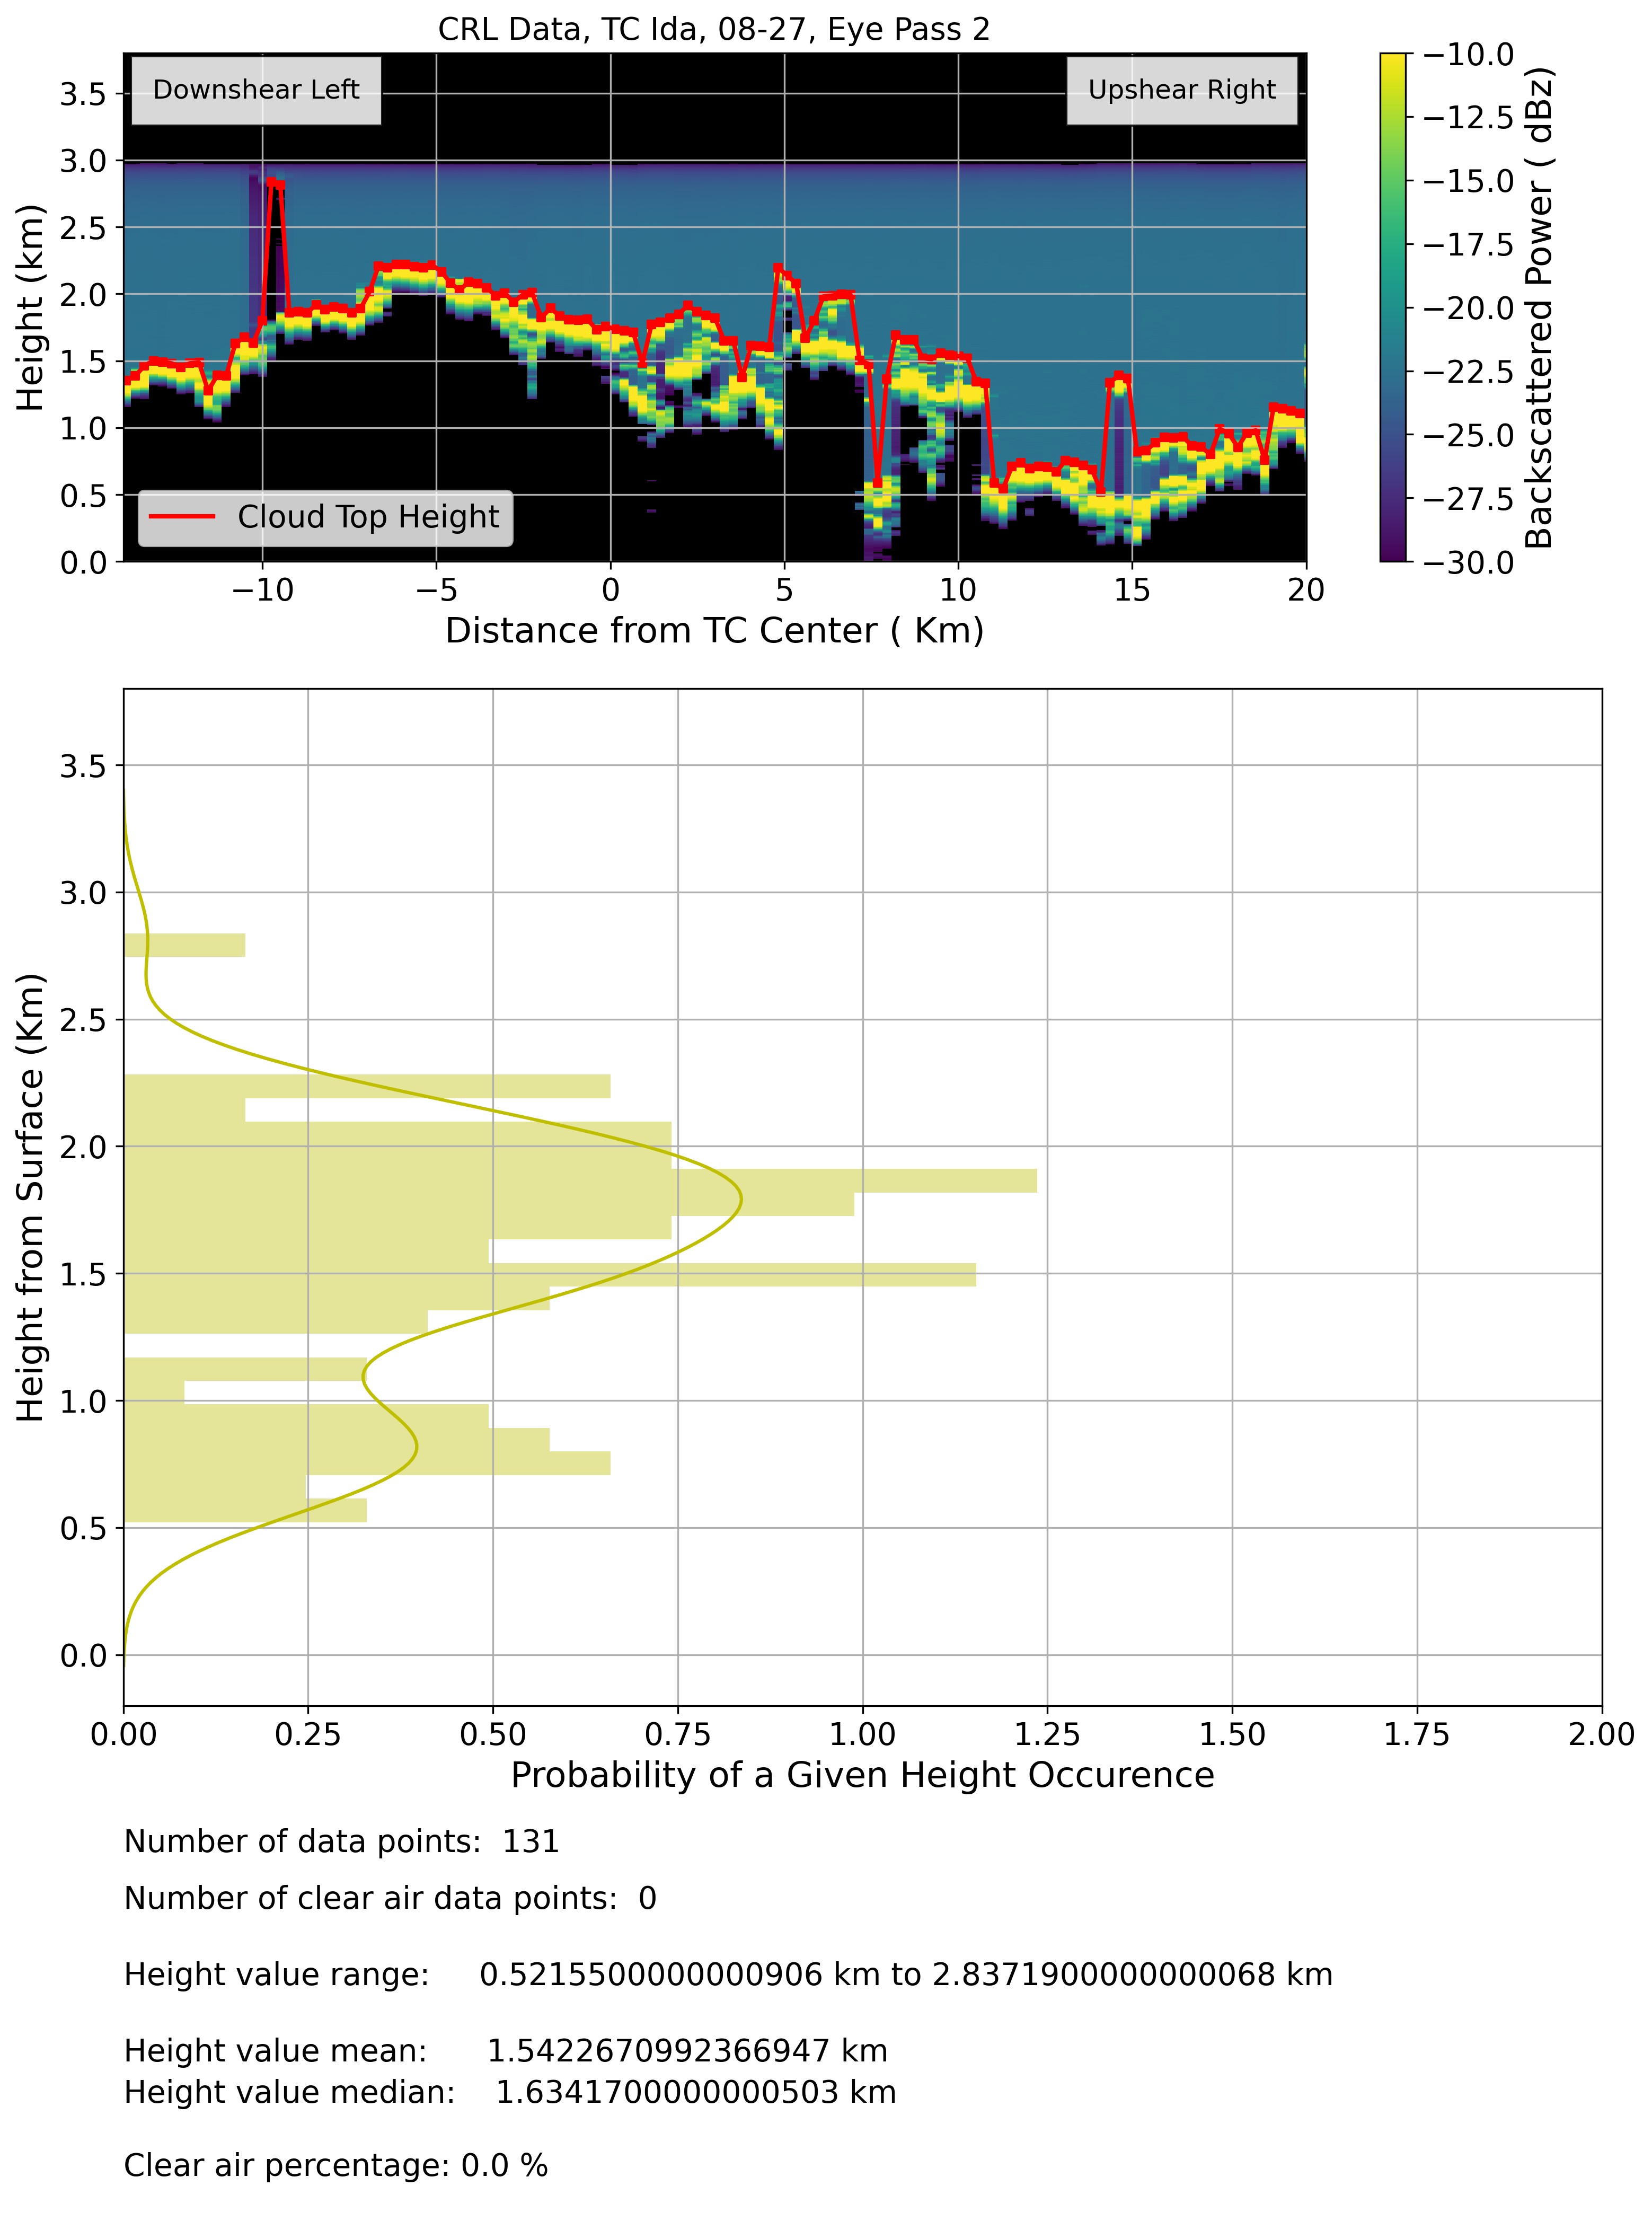 CRL Data, TC Ida, 08-27, Eye Pass 2
Downshear Left
Upshear Right
3.5
3.0
2.5
2.0
1.5
1.0
0.5
0.0
Height (km)
Cloud Top Height
−10
−5
0
5
10
15
20
Distance from TC Center ( Km)
−10.0
−12.5
−15.0
−17.5
−20.0
−22.5
−25.0
−27.5
−30.0
Backscattered Power ( dBz)
3.5
3.0
2.5
2.0
1.5
1.0
0.5
0.0
Height from Surface (Km)
0.00
0.25
0.50
0.75
1.00
1.25
1.50
1.75
2.00
Probability of a Given Height Occurence
Number of data points:  131
Number of clear air data points:  0
Height value range:     0.5215500000000906 km to 2.8371900000000068 km
Height value mean:      1.5422670992366947 km
Height value median:    1.6341700000000503 km
Clear air percentage: 0.0 %